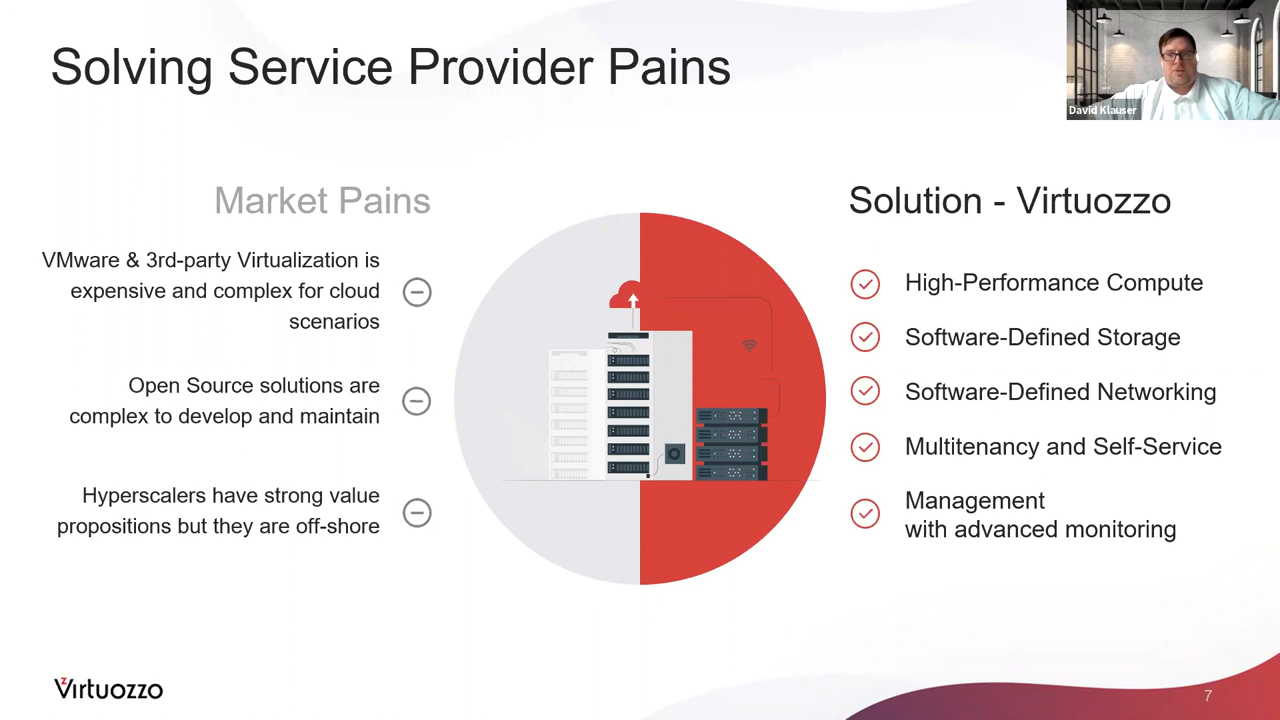 Solving Service Provider Pains
David Klauser
Market Pains
VMware & 3rd-party Virtualization is
expensive and complex for cloud
scenarios
Open Source solutions are
complex to develop and maintain
Hyperscalers have strong value
propositions but they are off-shore
Solution - Virtuozzo
High-Performance Compute
Software-Defined Storage
Software-Defined Networking
Multitenancy and Self-Service
Management
with advanced monitoring
Virtuozzo
7